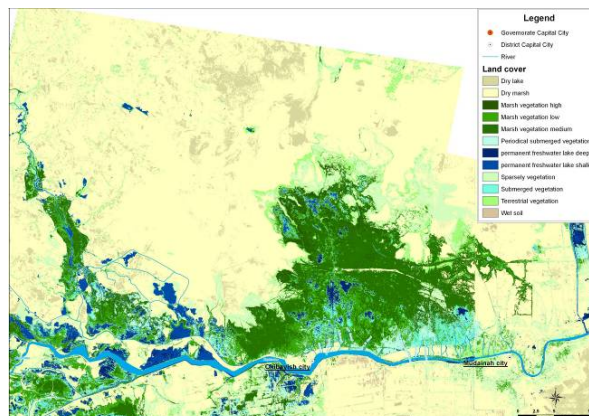 Legend
Governorate Capital City
District Capital City
River
Land cover
Dry lake
Dry marsh
Marsh vegetation high
Marsh vegetation low
Marsh vegetation medium
Periodical submerged vegetation
permanent freshwater lake deep
permanent freshwater lake shall
Sparsely vegetation
Submerged vegetation
Terrestrial vegetation
Wet soil
Chibayish city
Mudainah city